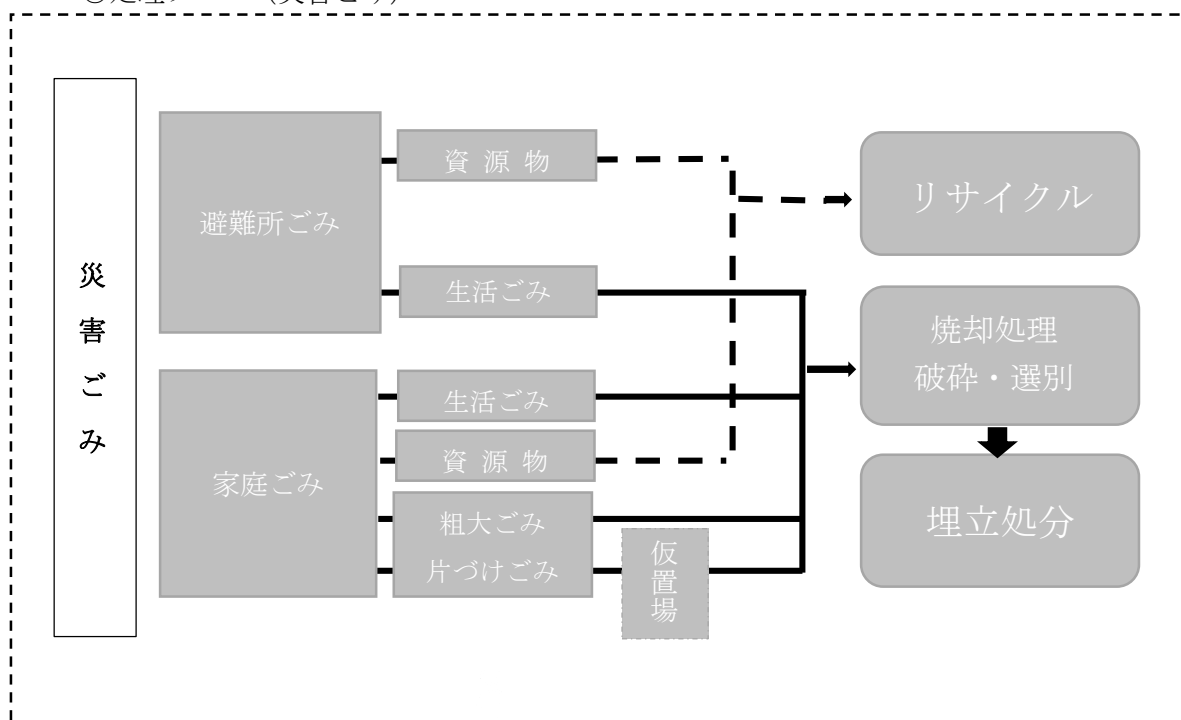 災害ごみ
避難所ごみ
資源物
生活ごみ
家庭ごみ
生活ごみ
資源物
粗大ごみ
片づけごみ
仮置場
リサイクル
焼却処理
破砕・選別
埋立処分